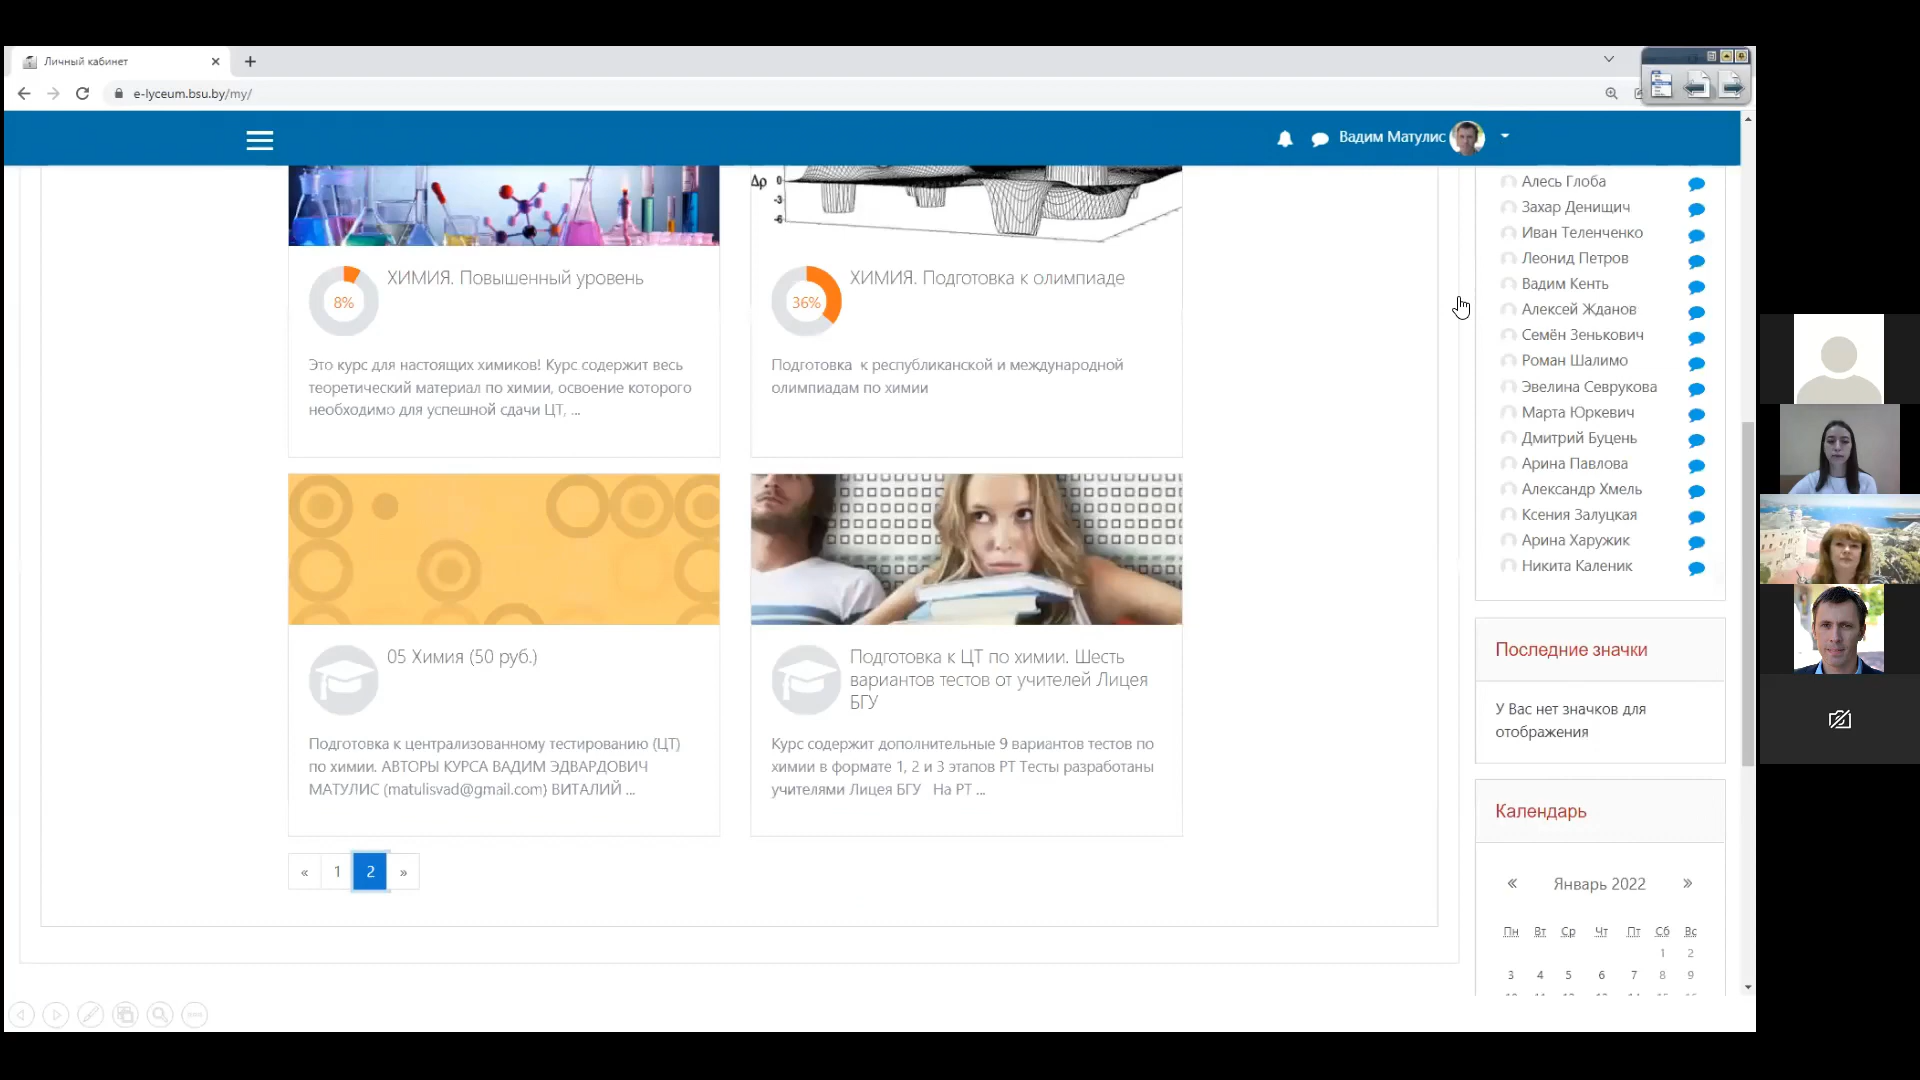 Личный кабинет
e-lyceum.bsu.by/my/
Вадим Матулис
Δρ 0
-3
-6
8%
ХИМИЯ. Повышенный уровень
Это курс для настоящих химиков! Курс содержит весь
теоретический материал по химии, освоение которого
необходимо для успешной сдачи ЦТ, ...
36%
ХИМИЯ. Подготовка к олимпиаде
Подготовка к республиканской и международной
олимпиадам по химии
05 Химия (50 руб.)
Подготовка к централизованному тестированию (ЦТ)
по химии. АВТОРЫ КУРСА ВАДИМ ЭДВАРДОВИЧ
МАТУЛИС (matulisvad@gmail.com) ВИТАЛИЙ ...
Подготовка к ЦТ по химии. Шесть
вариантов тестов от учителей Лицея
БГУ
Курс содержит дополнительные 9 вариантов тестов по
химии в формате 1, 2 и 3 этапов РТ Тесты разработаны
учителями Лицея БГУ На РТ ...
« 1 2 »
Алесь Глоба
Захар Денищич
Иван Теленченко
Леонид Петров
Вадим Кенть
Алексей Жданов
Семён Зенькович
Роман Шалимо
Эвелина Севрукова
Марта Юркевич
Дмитрий Буцень
Арина Павлова
Александр Хмель
Ксения Залуцкая
Арина Харужик
Никита Каленик
Последние значки
У Вас нет значков для
отображения
Календарь
« Январь 2022 »
Пн Вт Ср Чт Пт Сб Вс
1 2
3 4 5 6 7 8 9